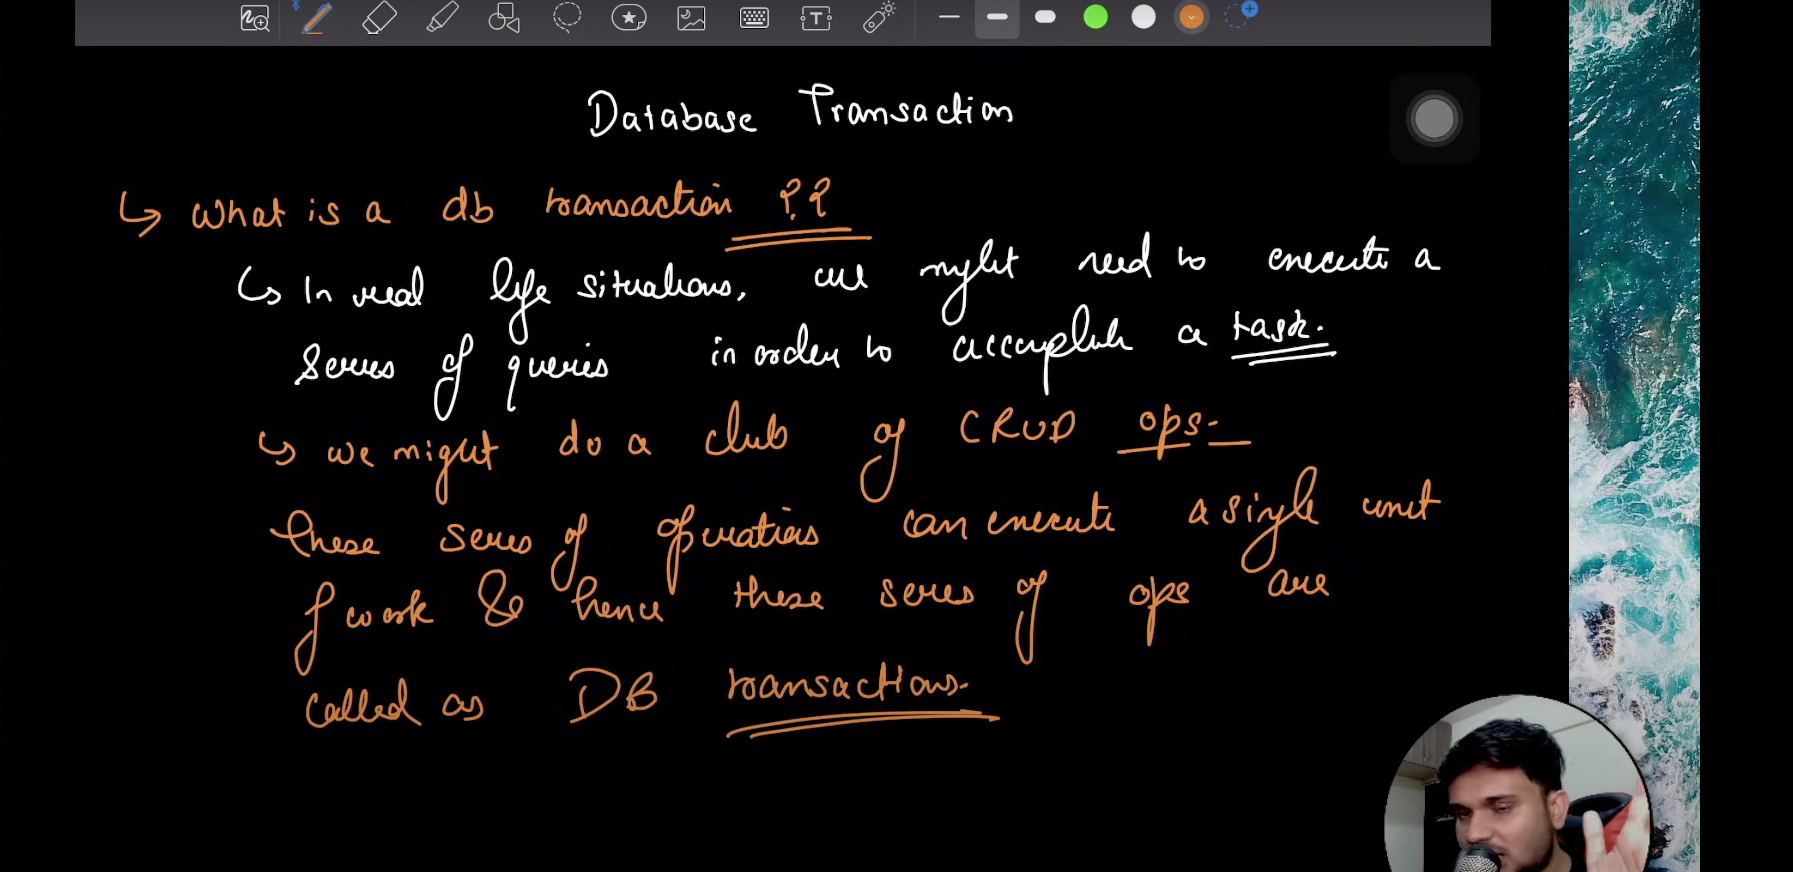 Database Transaction
↳ What is a db transaction ??
↳ In real life situations, we might need to execute a
series of queries in order to accomplish a task.
↳ we might do a club of CRUD ops.
these series of operations can execute a single unit
of work & hence these series of ops are
called as DB transactions.